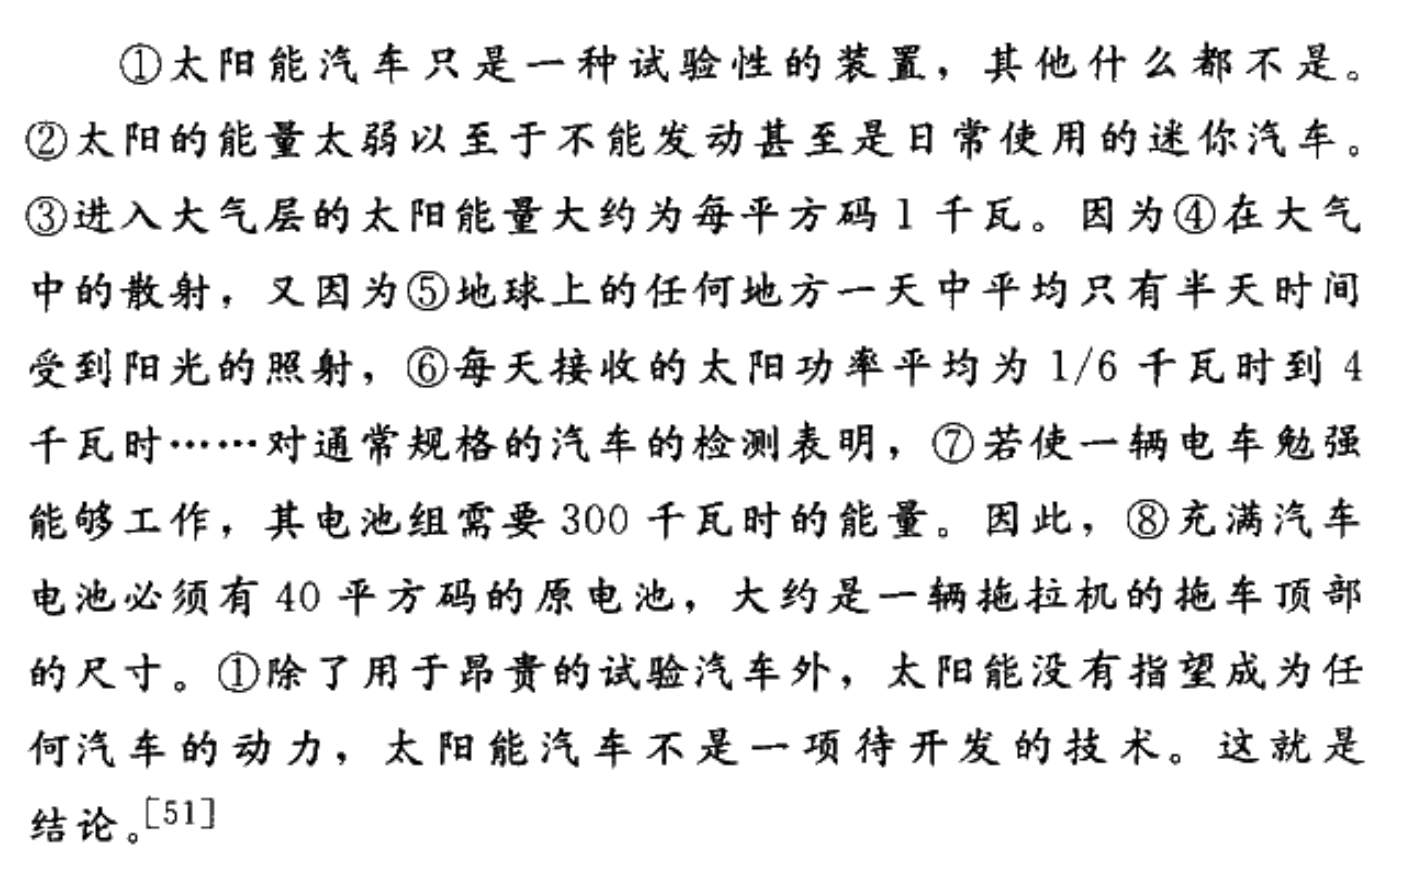 ①太阳能汽车只是一种试验性的装置，其他什么都不是。
②太阳的能量太弱以至于不能发动甚至是日常使用的迷你汽车。
③进入大气层的太阳能量大约为每平方码1千瓦。因为④在大气
中的散射，又因为⑤地球上的任何地方一天中平均只有半天时间
受到阳光的照射，⑥每天接收的太阳功率平均为1/6千瓦时到4
千瓦时……对通常规格的汽车的检测表明，⑦若使一辆电车勉强
能够工作，其电池组需要300千瓦时的能量。因此，⑧充满汽车
电池必须有40平方码的原电池，大约是一辆拖拉机的拖车顶部
的尺寸。①除了用于昂贵的试验汽车外，太阳能没有指望成为任
何汽车的动力，太阳能汽车不是一项待开发的技术。这就是
结论。[51]